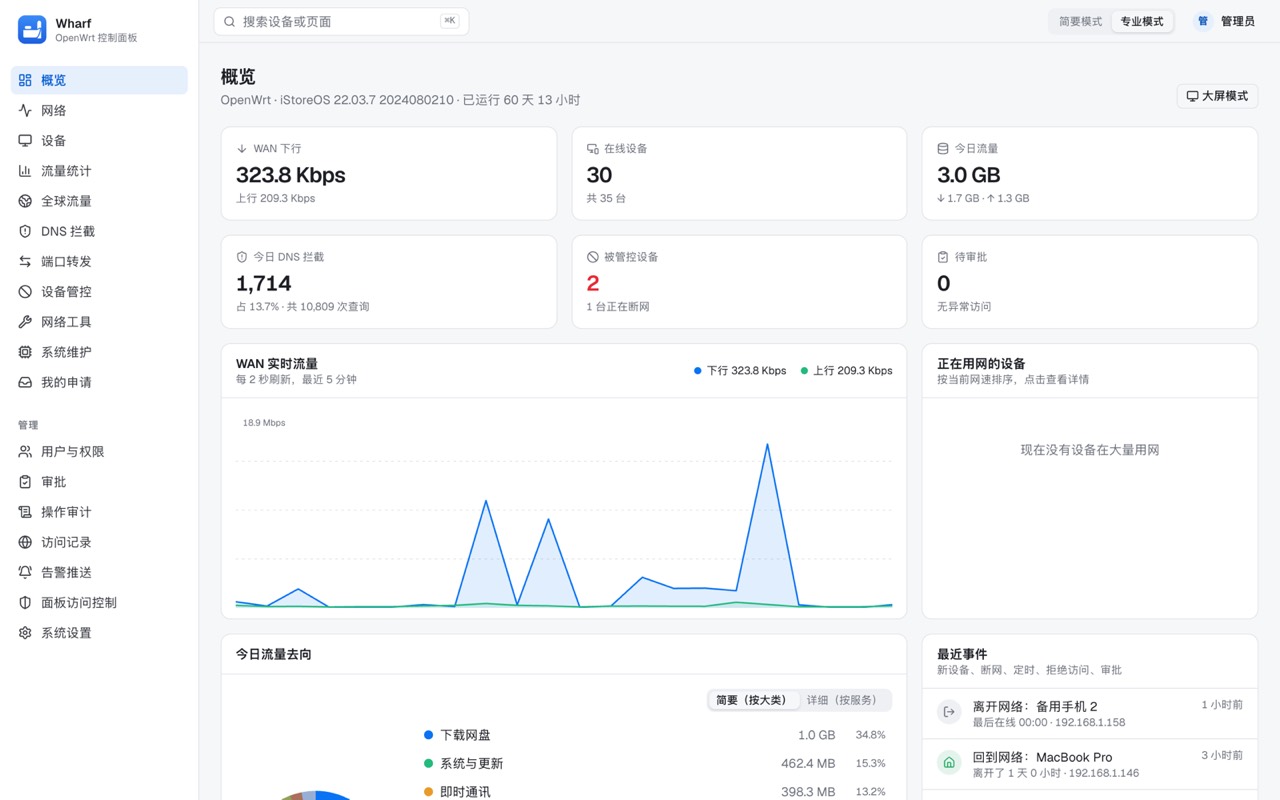 Wharf
OpenWrt 控制面板
搜索设备或页面
⌘K
简要模式
专业模式
管
管理员
概览
网络
设备
流量统计
全球流量
DNS 拦截
端口转发
设备管控
网络工具
系统维护
我的申请
管理
用户与权限
审批
操作审计
访问记录
告警推送
面板访问控制
系统设置
概览
OpenWrt · iStoreOS 22.03.7 2024080210 · 已运行 60 天 13 小时
大屏模式
WAN 下行
323.8 Kbps
上行 209.3 Kbps
在线设备
30
共 35 台
今日流量
3.0 GB
↓ 1.7 GB · ↑ 1.3 GB
今日 DNS 拦截
1,714
占 13.7% · 共 10,809 次查询
被管控设备
2
1 台正在断网
待审批
0
无异常访问
WAN 实时流量
每 2 秒刷新，最近 5 分钟
下行 323.8 Kbps
上行 209.3 Kbps
18.9 Mbps
正在用网的设备
按当前网速排序，点击查看详情
现在没有设备在大量用网
今日流量去向
简要（按大类）
详细（按服务）
下载网盘 1.0 GB 34.8%
系统与更新 462.4 MB 15.3%
即时通讯 398.3 MB 13.2%
最近事件
新设备、断网、定时、拒绝访问、审批
离开网络：备用手机 2 1 小时前
最后在线 00:00 · 192.168.1.158
回到网络：MacBook Pro 3 小时前
离开了 1 天 0 小时 · 192.168.1.146